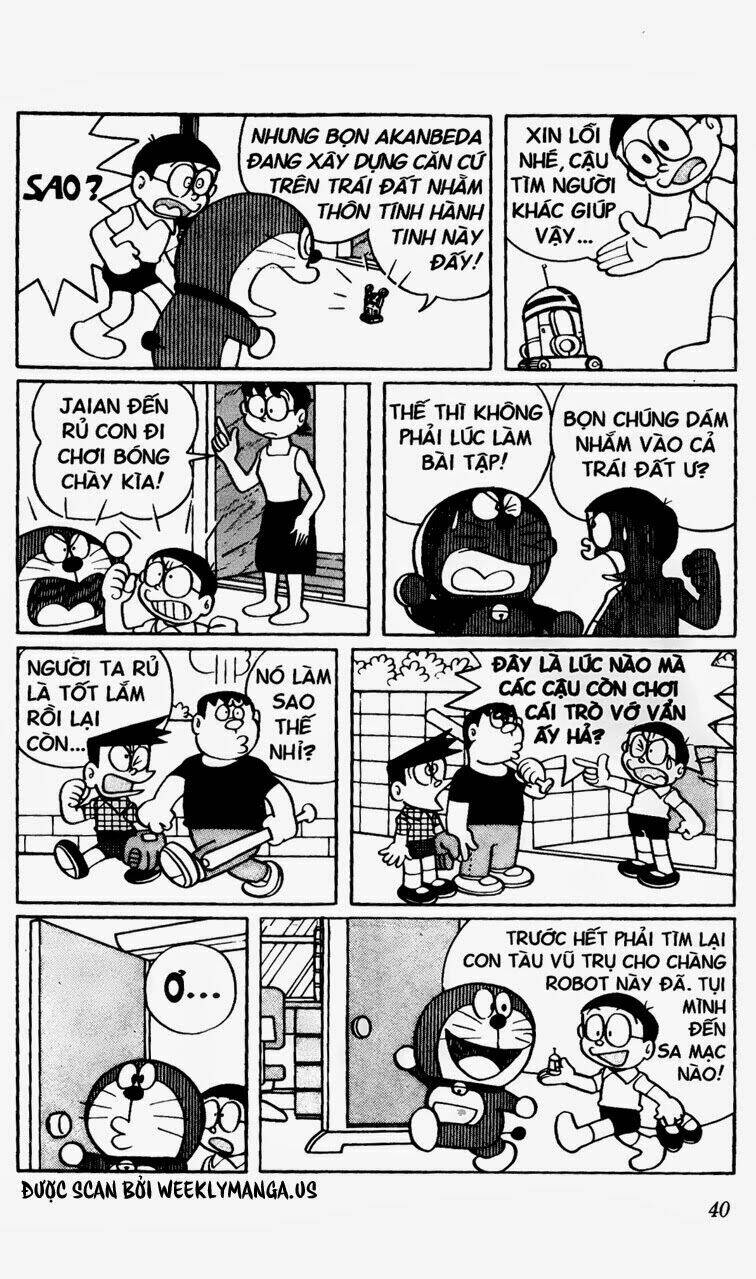 XIN LỖI
NHÉ, CẬU
TÌM NGƯỜI
KHÁC GIÚP
VẬY...
NHƯNG BỌN AKANBEDA
ĐANG XÂY DỰNG CĂN CỨ
TRÊN TRÁI ĐẤT NHẰM
THÔN TÍNH HÀNH
TINH NÀY
ĐẤY!
SAO?
BỌN CHÚNG DÁM
NHẮM VÀO CẢ
TRÁI ĐẤT Ư?
THẾ THÌ KHÔNG
PHẢI LÚC LÀM
BÀI TẬP!
JAIAN ĐẾN
RỦ CON ĐI
CHƠI BÓNG
CHÀY KÌA!
ĐÂY LÀ LÚC NÀO MÀ
CÁC CẬU CÒN CHƠI
CÁI TRÒ VỚ VẨN
ẤY HẢ?
NÓ LÀM
SAO
THẾ
NHỈ?
NGƯỜI TA RỦ
LÀ TỐT LẮM
RỒI LẠI
CÒN...
TRƯỚC HẾT PHẢI TÌM LẠI
CON TÀU VŨ TRỤ CHO CHÀNG
ROBOT NÀY ĐÃ. TỤI
MÌNH
ĐẾN
SA MẠC
NÀO!
Ơ...
ĐƯỢC SCAN BỞI WEEKLYMANGA.US
40